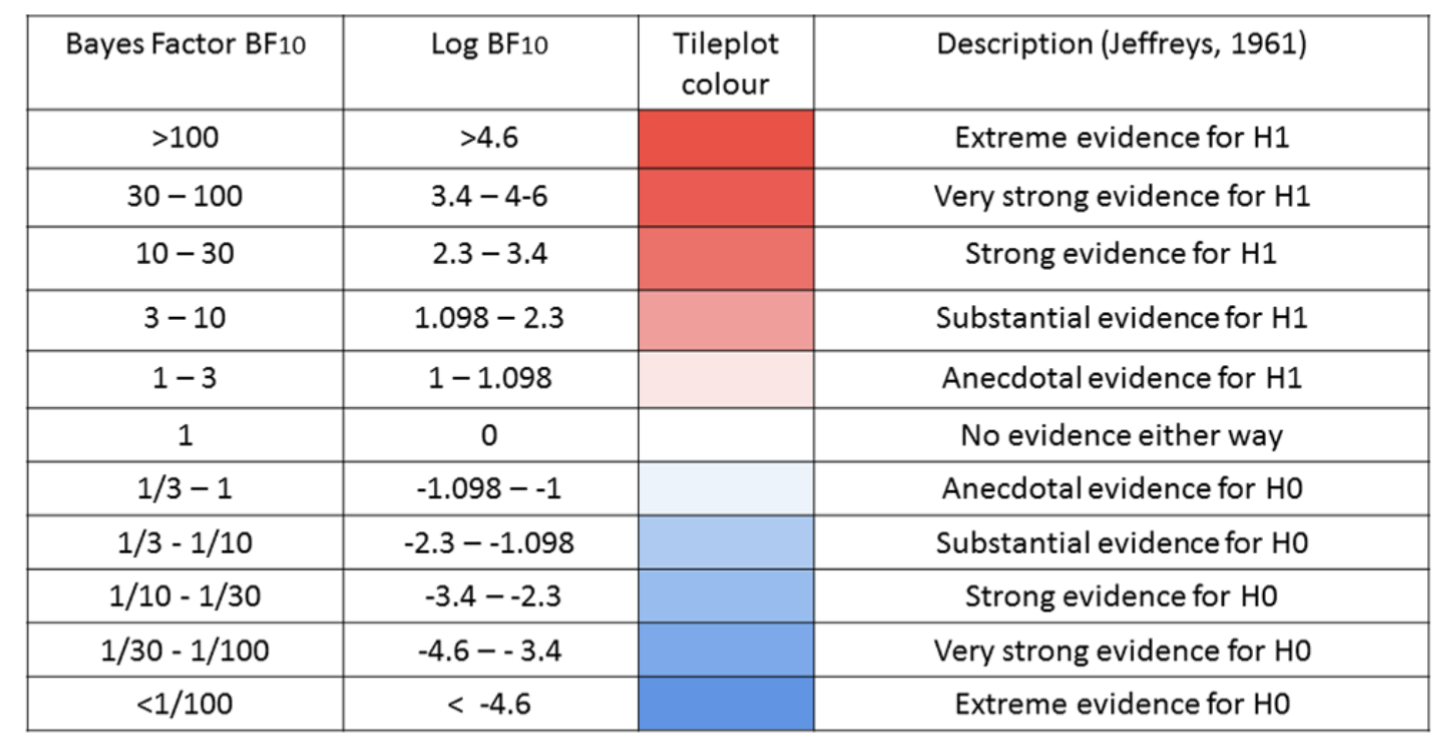 Bayes Factor BF10 Log BF10 Tileplot colour Description (Jeffreys, 1961)
>100 >4.6 Extreme evidence for H1
30 – 100 3.4 – 4-6 Very strong evidence for H1
10 – 30 2.3 – 3.4 Strong evidence for H1
3 – 10 1.098 – 2.3 Substantial evidence for H1
1 – 3 1 – 1.098 Anecdotal evidence for H1
1 0 No evidence either way
1/3 – 1 -1.098 – -1 Anecdotal evidence for H0
1/3 - 1/10 -2.3 – -1.098 Substantial evidence for H0
1/10 - 1/30 -3.4 – -2.3 Strong evidence for H0
1/30 - 1/100 -4.6 – - 3.4 Very strong evidence for H0
<1/100 < -4.6 Extreme evidence for H0